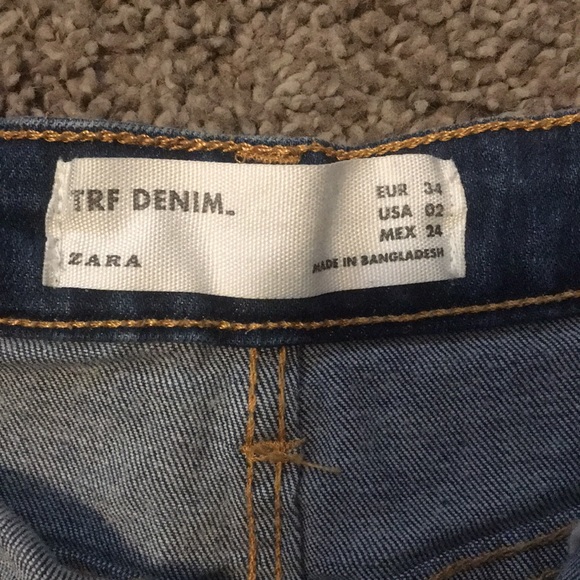 TRF DENIM.
ZARA
EUR 34
USA 02
MEX 24
MADE IN BANGLADESH